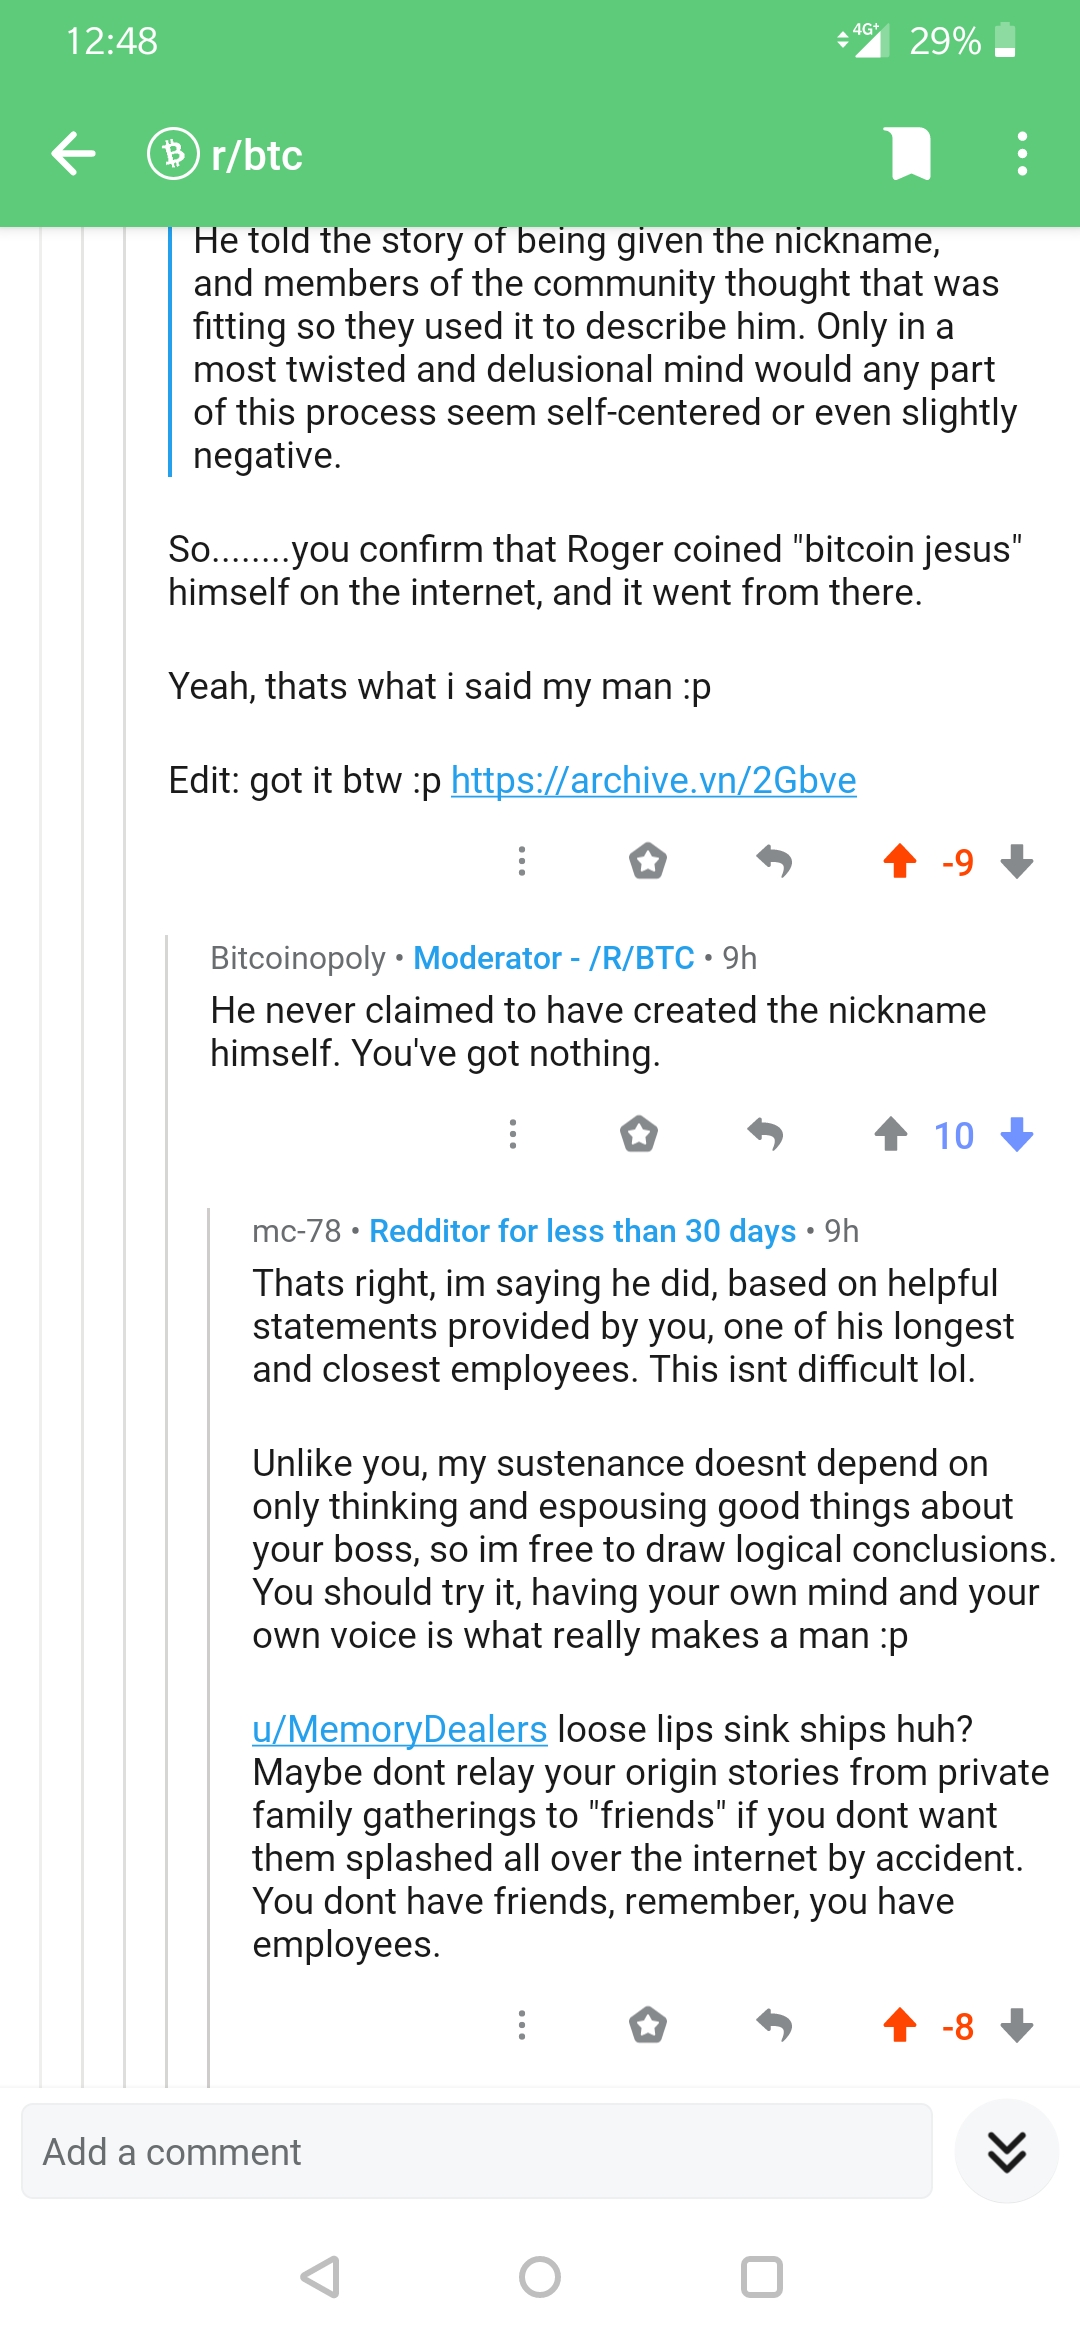 12:48
4G+ 29%
r/btc
He told the story of being given the nickname,
and members of the community thought that was
fitting so they used it to describe him. Only in a
most twisted and delusional mind would any part
of this process seem self-centered or even slightly
negative.
So........you confirm that Roger coined "bitcoin jesus"
himself on the internet, and it went from there.
Yeah, thats what i said my man :p
Edit: got it btw :p https://archive.vn/2Gbve
-9
Bitcoinopoly • Moderator - /R/BTC • 9h
He never claimed to have created the nickname
himself. You've got nothing.
10
mc-78 • Redditor for less than 30 days • 9h
Thats right, im saying he did, based on helpful
statements provided by you, one of his longest
and closest employees. This isnt difficult lol.
Unlike you, my sustenance doesnt depend on
only thinking and espousing good things about
your boss, so im free to draw logical conclusions.
You should try it, having your own mind and your
own voice is what really makes a man :p
u/MemoryDealers loose lips sink ships huh?
Maybe dont relay your origin stories from private
family gatherings to "friends" if you dont want
them splashed all over the internet by accident.
You dont have friends, remember, you have
employees.
-8
Add a comment